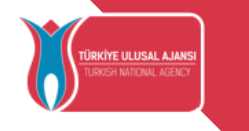 TÜRKİYE ULUSAL AJANSI
TURKISH NATIONAL AGENCY